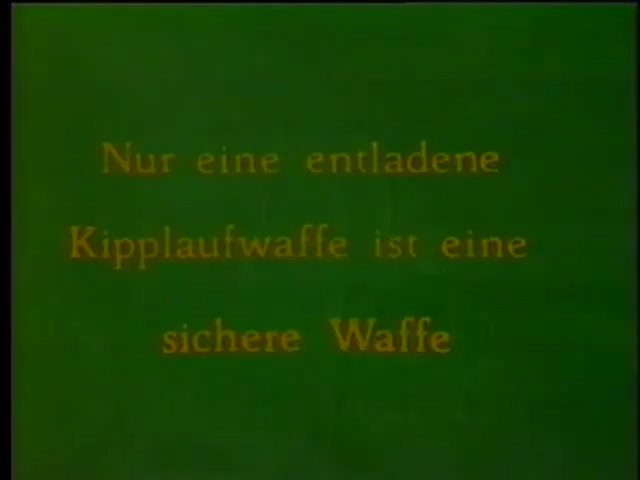 Nur eine entladene
Kipplaufwaffe ist eine
sichere Waffe